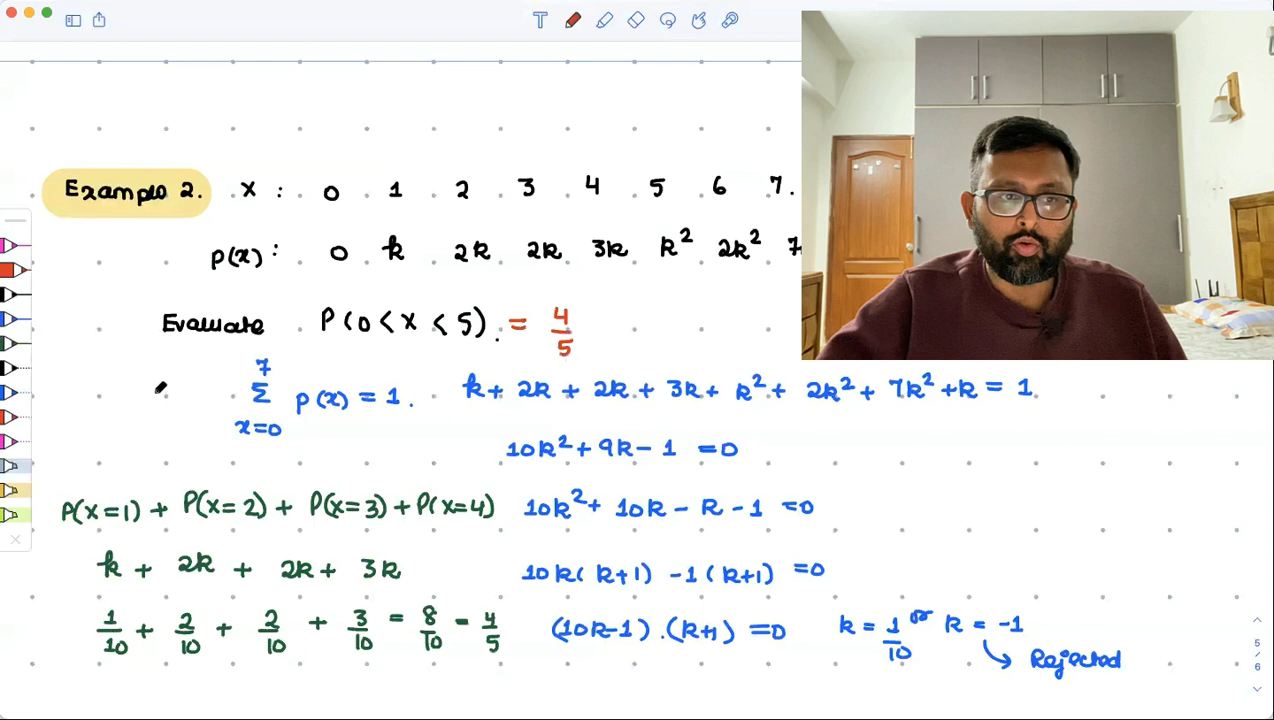 Example 2. X : 0 1 2 3 4 5 6 7.
p(x) : 0 k 2k 2k 3k k² 2k² 7
Evaluate P(0 < X < 5). = 4/5
7
Σ p(x) = 1. k + 2k + 2k + 3k + k² + 2k² + 7k² + k = 1
x=0
10k² + 9k - 1 = 0
P(X=1) + P(X=2) + P(X=3) + P(X=4) 10k² + 10k - k - 1 = 0
k + 2k + 2k + 3k 10k(k+1) - 1(k+1) = 0
1/10 + 2/10 + 2/10 + 3/10 = 8/10 = 4/5 (10k-1).(k+1) = 0 k = 1/10 or k = -1
Rejected
5
/
6